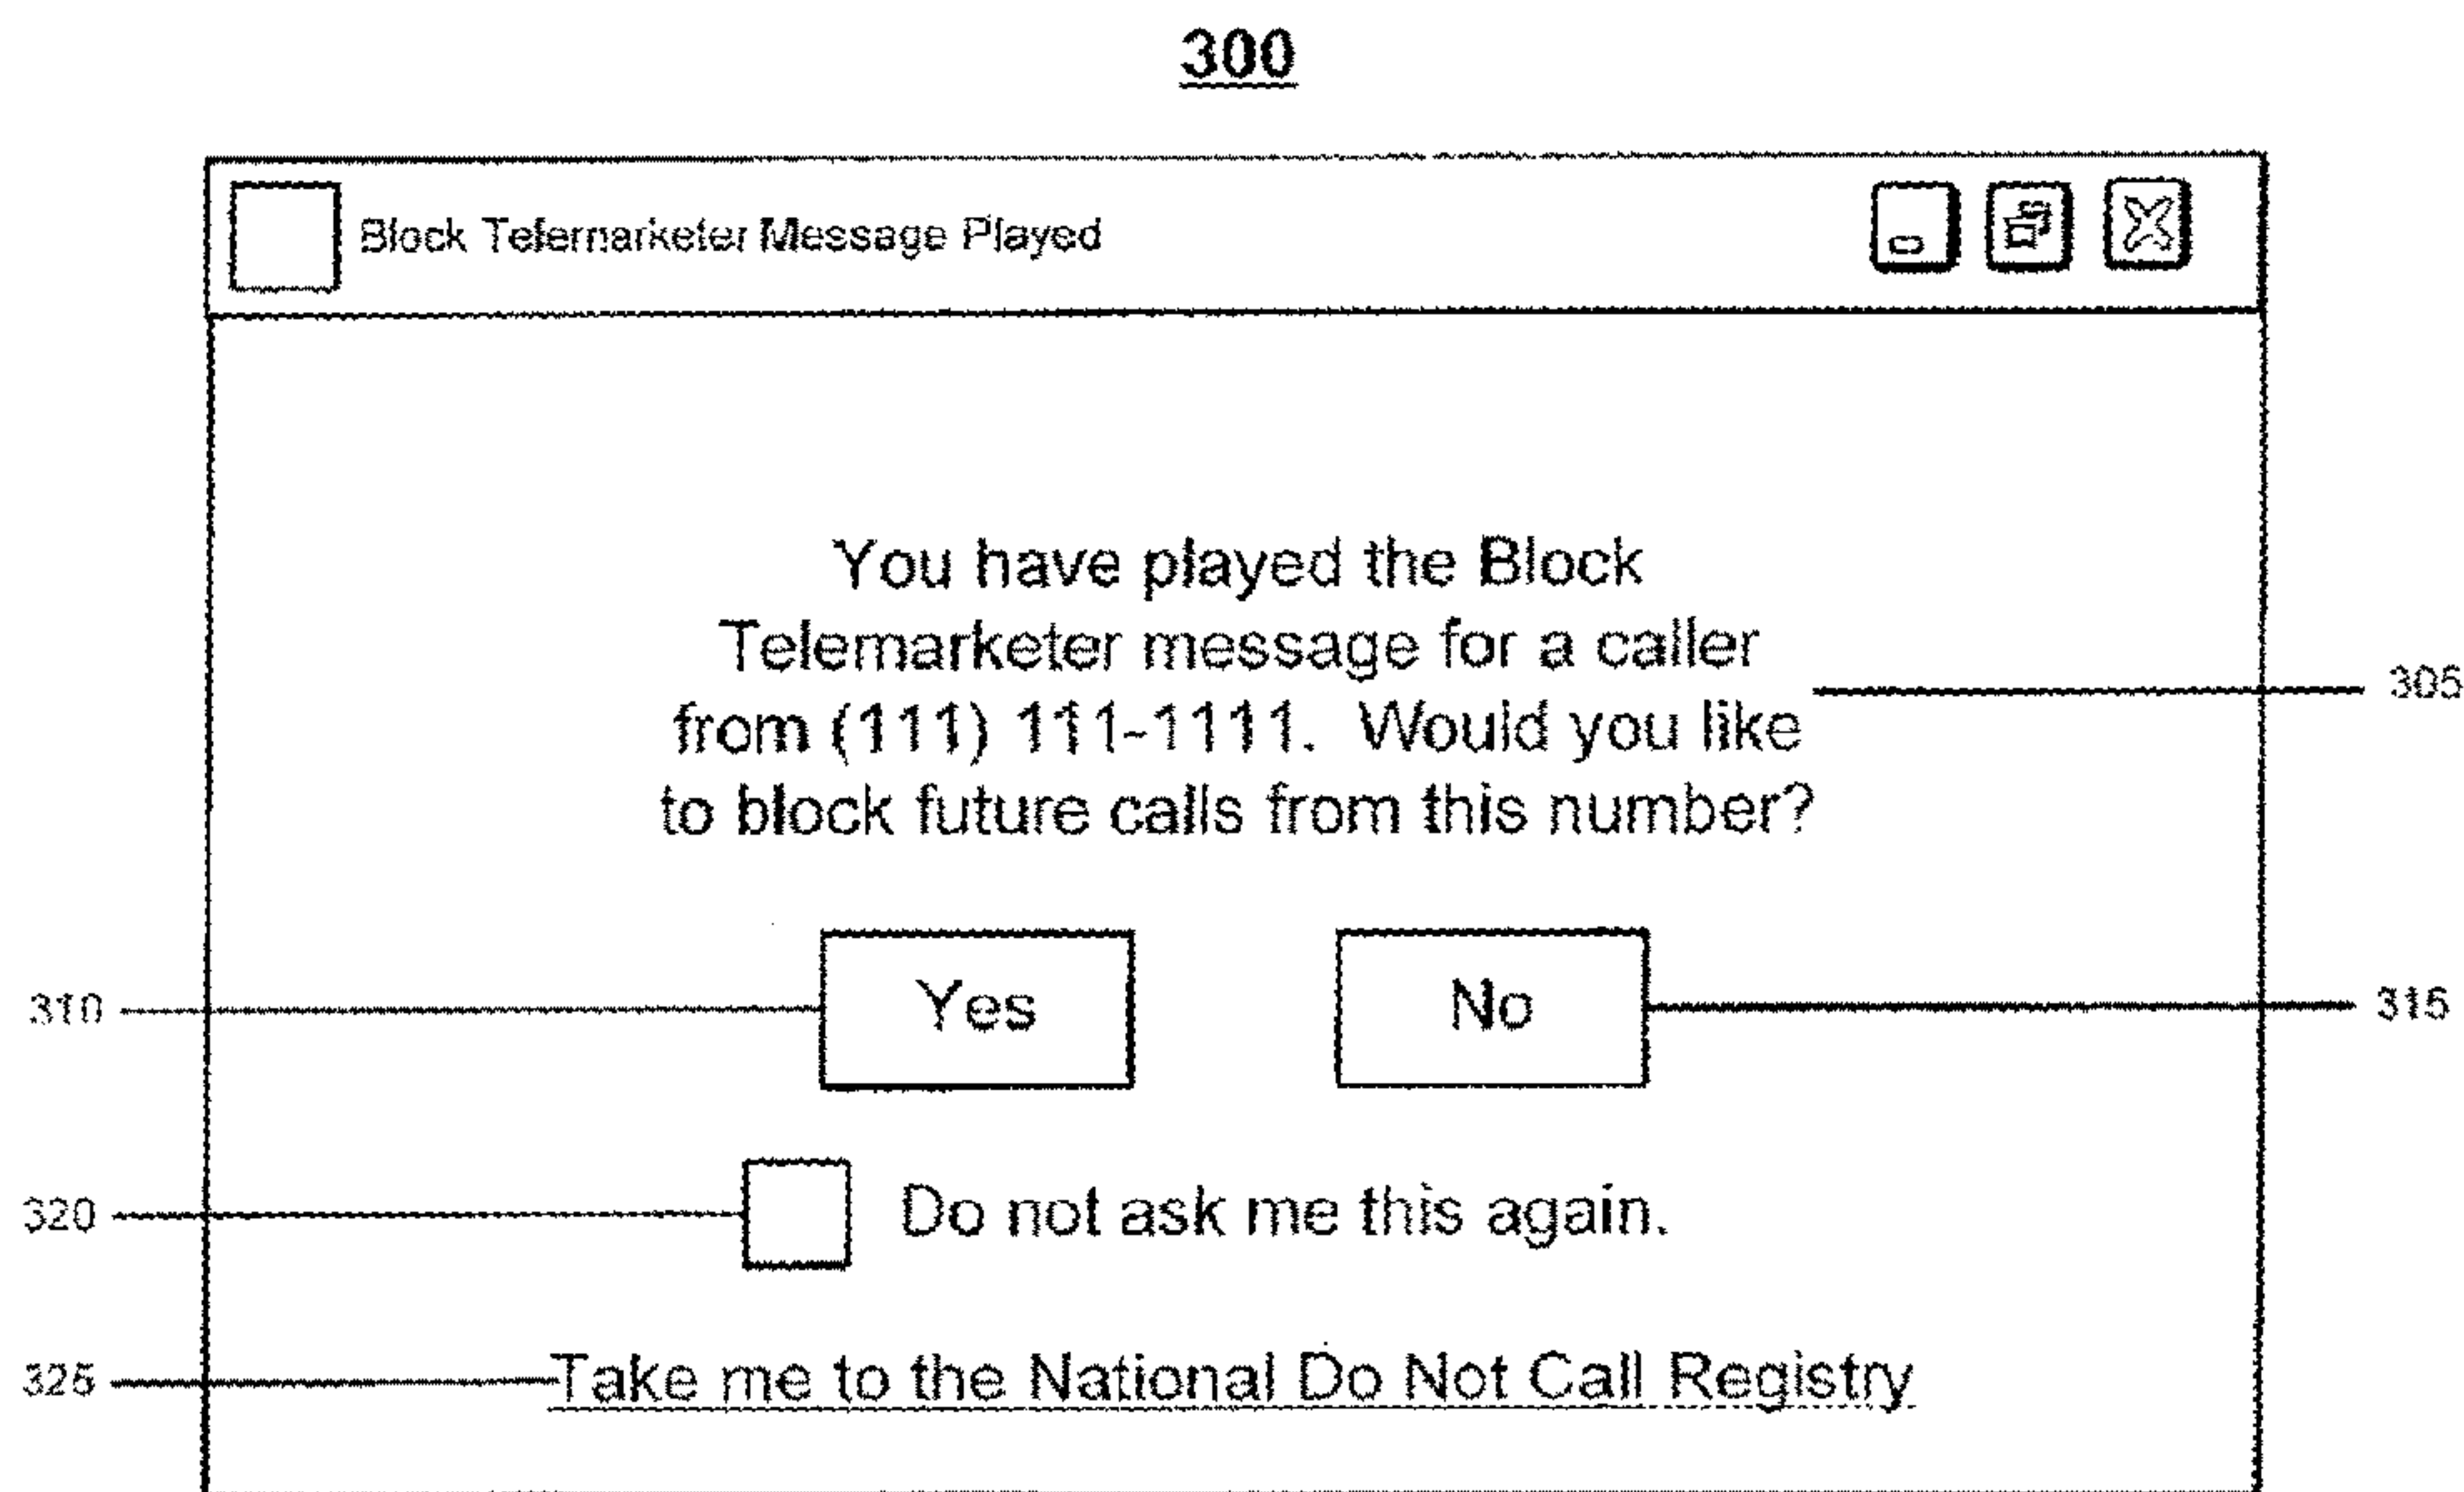 300
Block Telemarketer Message Played
You have played the Block
Telemarketer message for a caller
from (111) 111-1111. Would you like
to block future calls from this number?
305
310
Yes
No
315
320
Do not ask me this again.
325
Take me to the National Do Not Call Registry